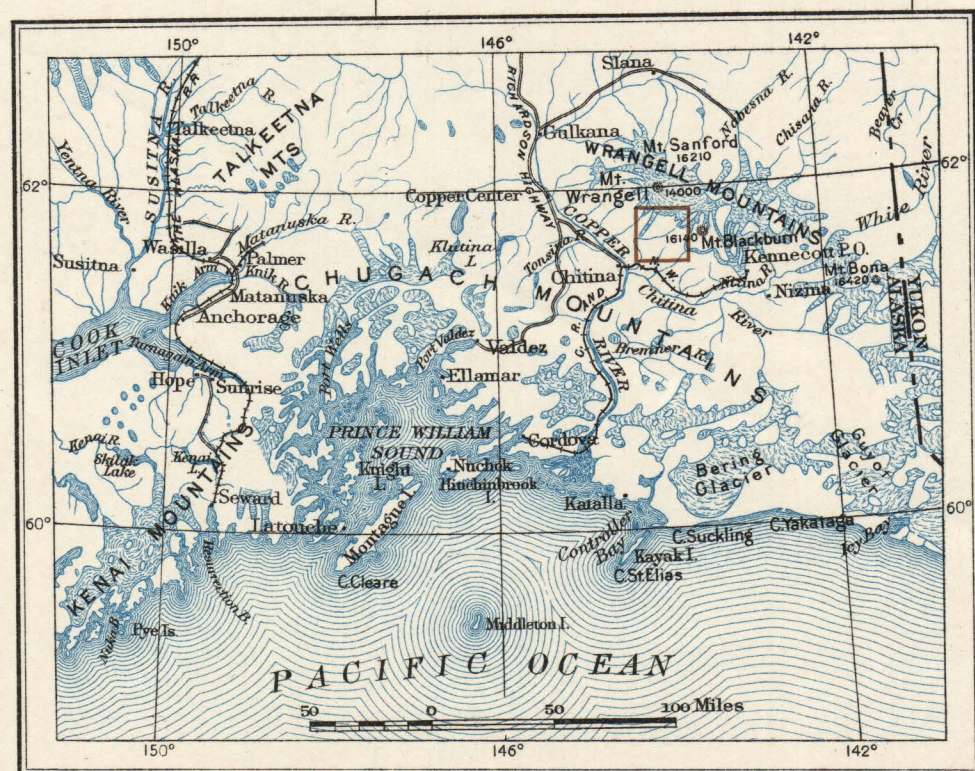 150°
146°
142°
Slana
SUSITNA R.
THE ALASKA RR
Talkeetna R.
Talkeetna
TALKEETNA
MTS
RICHARDSON HIGHWAY
Gulkana
Nabesna R.
Chisana R.
Beaver
Cr
Mt. Sanford
16210
WRANGELL MOUNTAINS
62°
62°
Yentna River
Mt.
Wrangell
14000
Copper Center
White River
Matanuska R.
Wasilla
Palmer
Klutina
L
Tonsina R.
COPPER RIVER
16140
Mt. Blackburn
Kennecott P.O.
Susitna
Knik Arm
Knik R
CHUGACH MOUNTAINS
Chitina
N. W.
AND
C. R.
Nizina R.
Mt. Bona
16420
Matanuska
Nizina
Chitina River
Anchorage
ALASKA
YUKON
COOK
INLET
Turnagain Arm
Port Wells
Port Valdez
Valdez
Bremner R.
Hope
Sunrise
Ellamar
PRINCE WILLIAM
SOUND
Cordova
Kenai R.
Skilak
Lake
Kenai
L.
Knight
I.
Nuchek
Hinchinbrook
I.
Bering
Glacier
Guyot
Glacier
KENAI MOUNTAINS
Seward
Katalla
60°
60°
Latouche
Montague I.
Controller
Bay
C. Suckling
C. Yakataga
Icy Bay
Kayak I.
C. St. Elias
Resurrection B.
C. Cleare
Nuka B.
Pye Is.
Middleton I.
PACIFIC OCEAN
50
0
50
100 Miles
150°
146°
142°